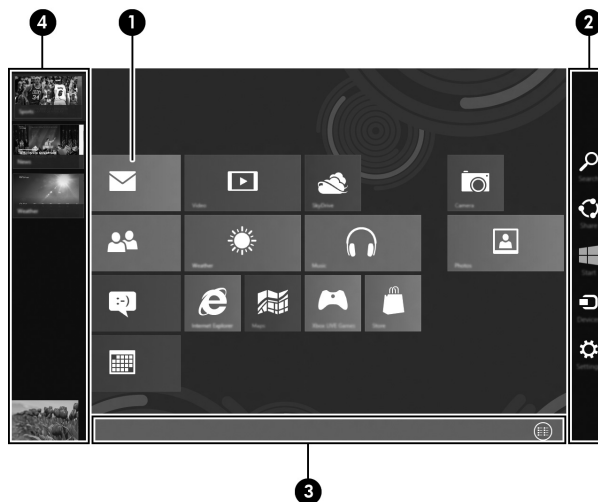 4
1
2
Sports
News
Weather
Video
SkyDrive
Camera
Weather
Music
Photos
:-)
Internet Explorer
Maps
Xbox LIVE Games
Store
Search
Share
Start
Devices
Settings
3